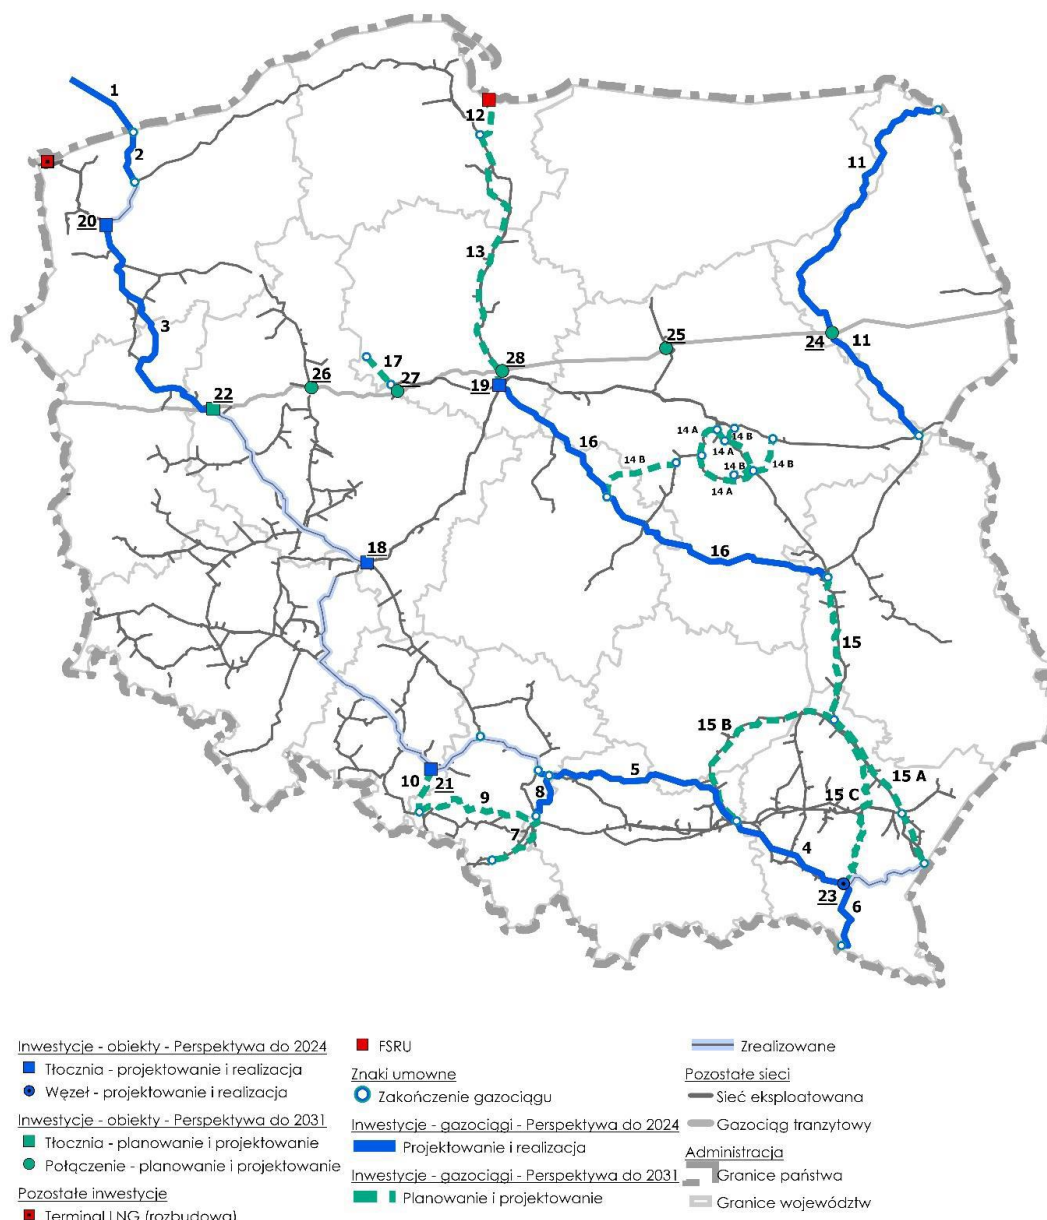 1
12
2
11
20
13
3
25
24
11
28
17
26
27
19
22
16
14 A
14 B
14 A
14 B
14 B
14 B
14 A
18
16
15
15 B
5
10
21
15 A
8
9
15 C
7
4
23
6
Inwestycje - obiekty - Perspektywa do 2024
Tłocznia - projektowanie i realizacja
Węzeł - projektowanie i realizacja
Inwestycje - obiekty - Perspektywa do 2031
Tłocznia - planowanie i projektowanie
Połączenie - planowanie i projektowanie
Pozostałe inwestycje
Terminal LNG (rozbudowa)
FSRU
Znaki umowne
Zakończenie gazociągu
Inwestycje - gazociągi - Perspektywa do 2024
Projektowanie i realizacja
Inwestycje - gazociągi - Perspektywa do 2031
Planowanie i projektowanie
Zrealizowane
Pozostałe sieci
Sieć eksploatowana
Gazociąg tranzytowy
Administracja
Granice państwa
Granice województw